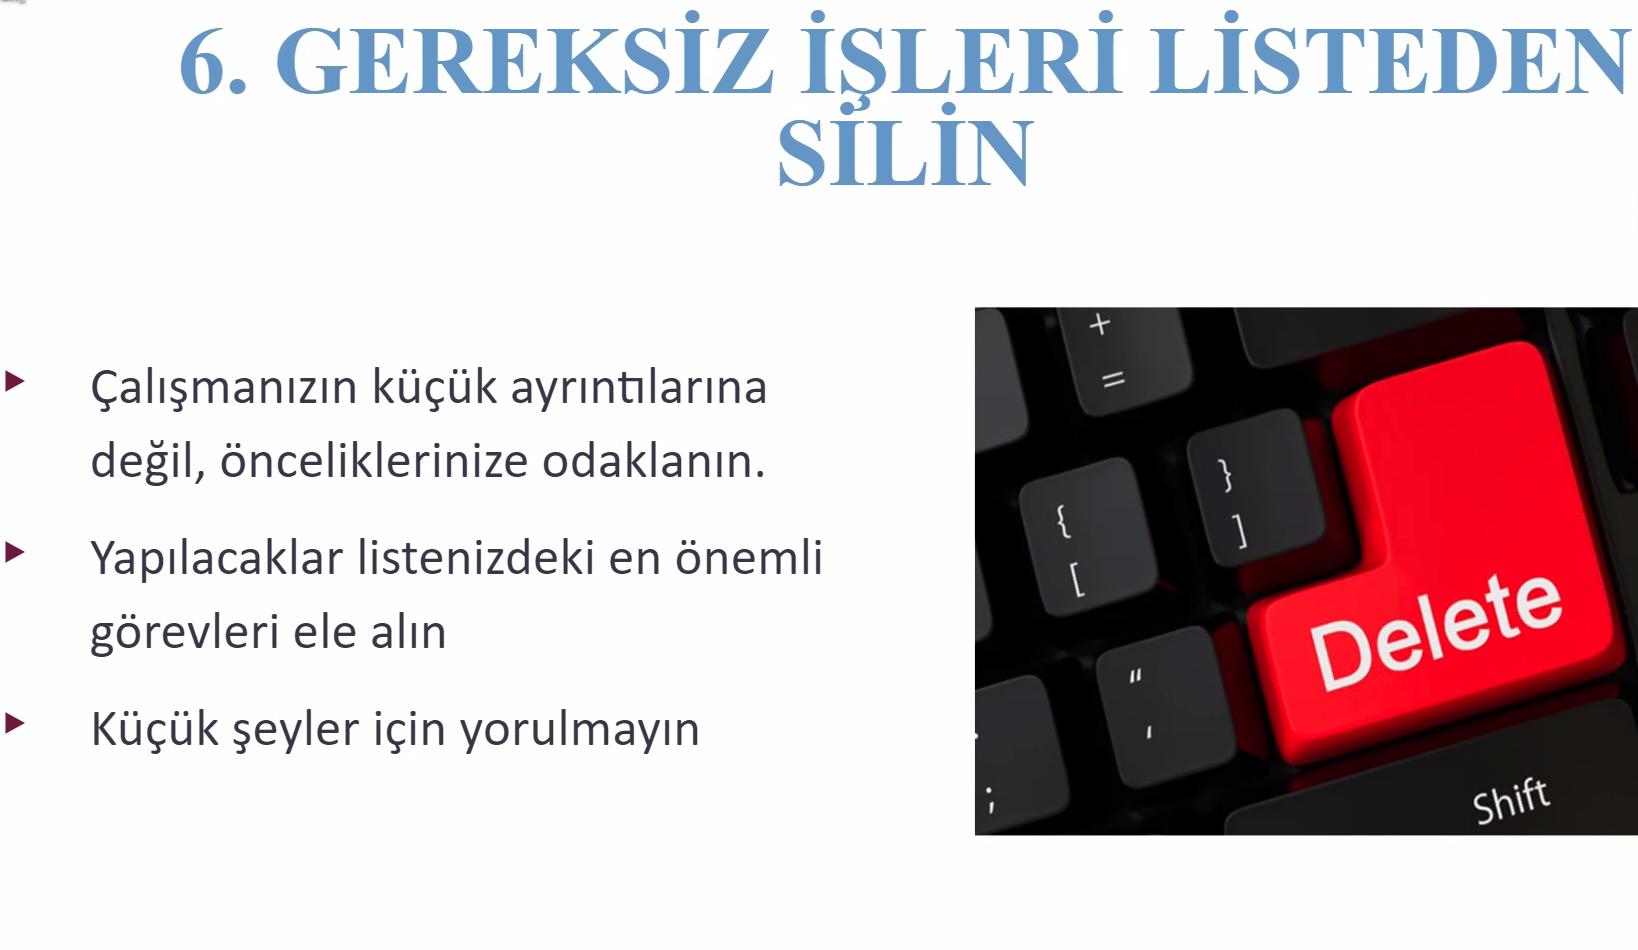 6. GEREKSİZ İŞLERİ LİSTEDEN
SİLİN
Çalışmanızın küçük ayrıntılarına
değil, önceliklerinize odaklanın.
Yapılacaklar listenizdeki en önemli
görevleri ele alın
Küçük şeyler için yorulmayın
+
=
}
]
{
[
Delete
"
'
;
Shift